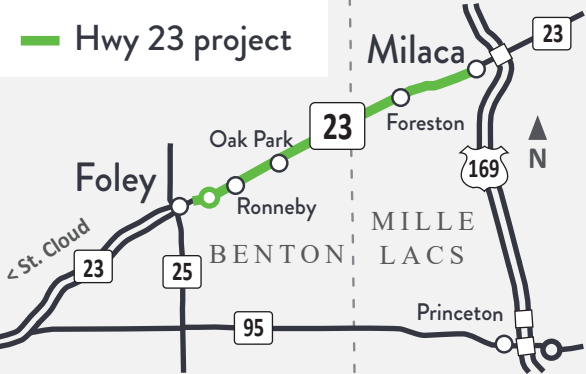 Hwy 23 project
Milaca
23
Foreston
23
Oak Park
N
169
Foley
Ronneby
< St. Cloud
23
25
BENTON
MILLE
LACS
Princeton
95